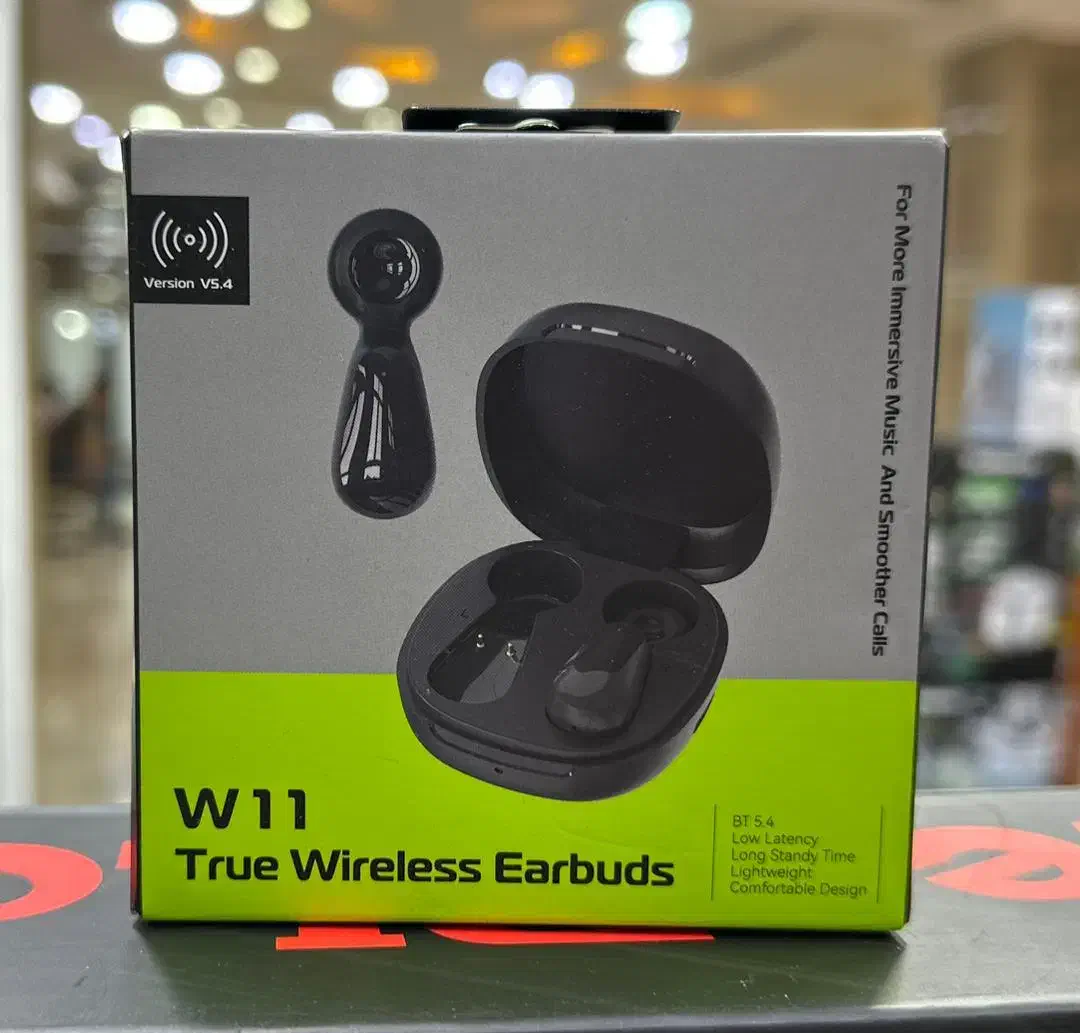 Version V5.4
For More Immersive Music And Smoother Calls
W11
True Wireless Earbuds
BT 5.4
Low Latency
Long Standy Time
Lightweight
Comfortable Design